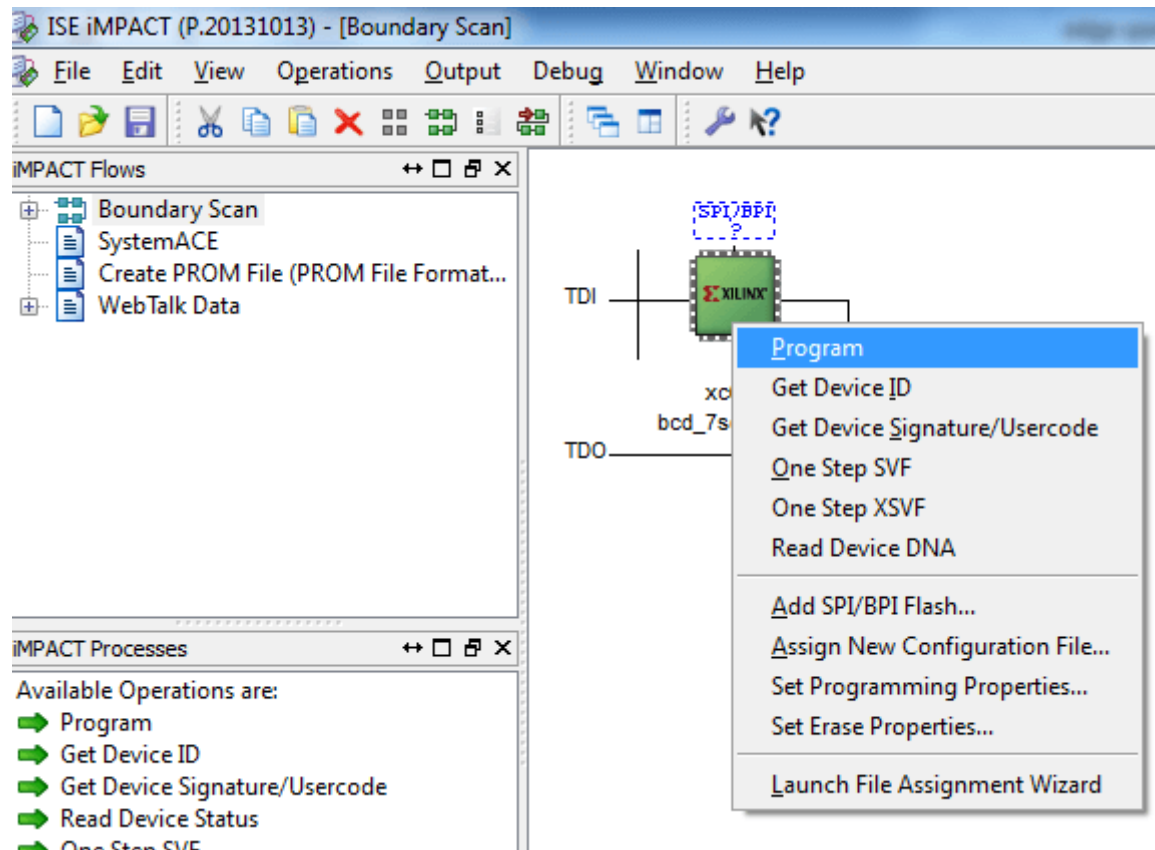 ISE iMPACT (P.20131013) - [Boundary Scan]
File Edit View Operations Output Debug Window Help
iMPACT Flows
Boundary Scan
SystemACE
Create PROM File (PROM File Format...
WebTalk Data
SPI/BPI
?
TDI
XILINX
TDO
Program
Get Device ID
Get Device Signature/Usercode
One Step SVF
One Step XSVF
Read Device DNA
Add SPI/BPI Flash...
Assign New Configuration File...
Set Programming Properties...
Set Erase Properties...
Launch File Assignment Wizard
iMPACT Processes
Available Operations are:
Program
Get Device ID
Get Device Signature/Usercode
Read Device Status
One Step SVF